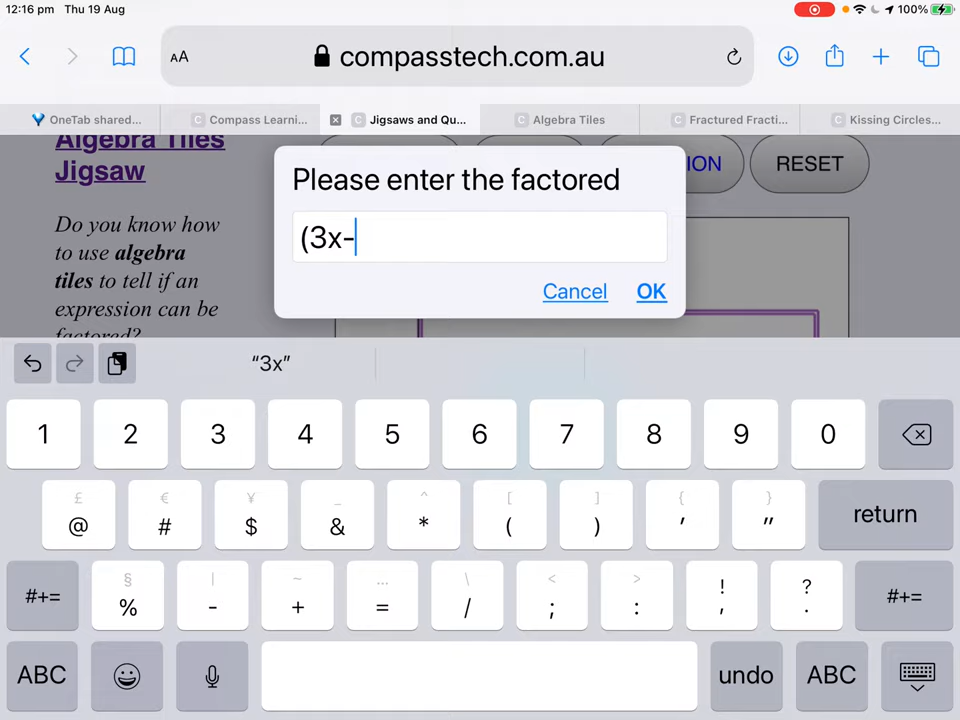 12:16 pm Thu 19 Aug
100%
AA
compasstech.com.au
OneTab shared...
C Compass Learni...
C Jigsaws and Qu...
C Algebra Tiles
C Fractured Fracti...
C Kissing Circles...
Algebra Tiles
Jigsaw
Do you know how
to use algebra
tiles to tell if an
expression can be
factored?
ION
RESET
Please enter the factored
(3x-
Cancel OK
“3x”
1 2 3 4 5 6 7 8 9 0
£ € ¥ _ ^ [ ] { }
@ # $ & * ( ) ' " return
§ | ~ ... \ < >
#+= % - + = / ; : ! , ? . #+=
ABC undo ABC